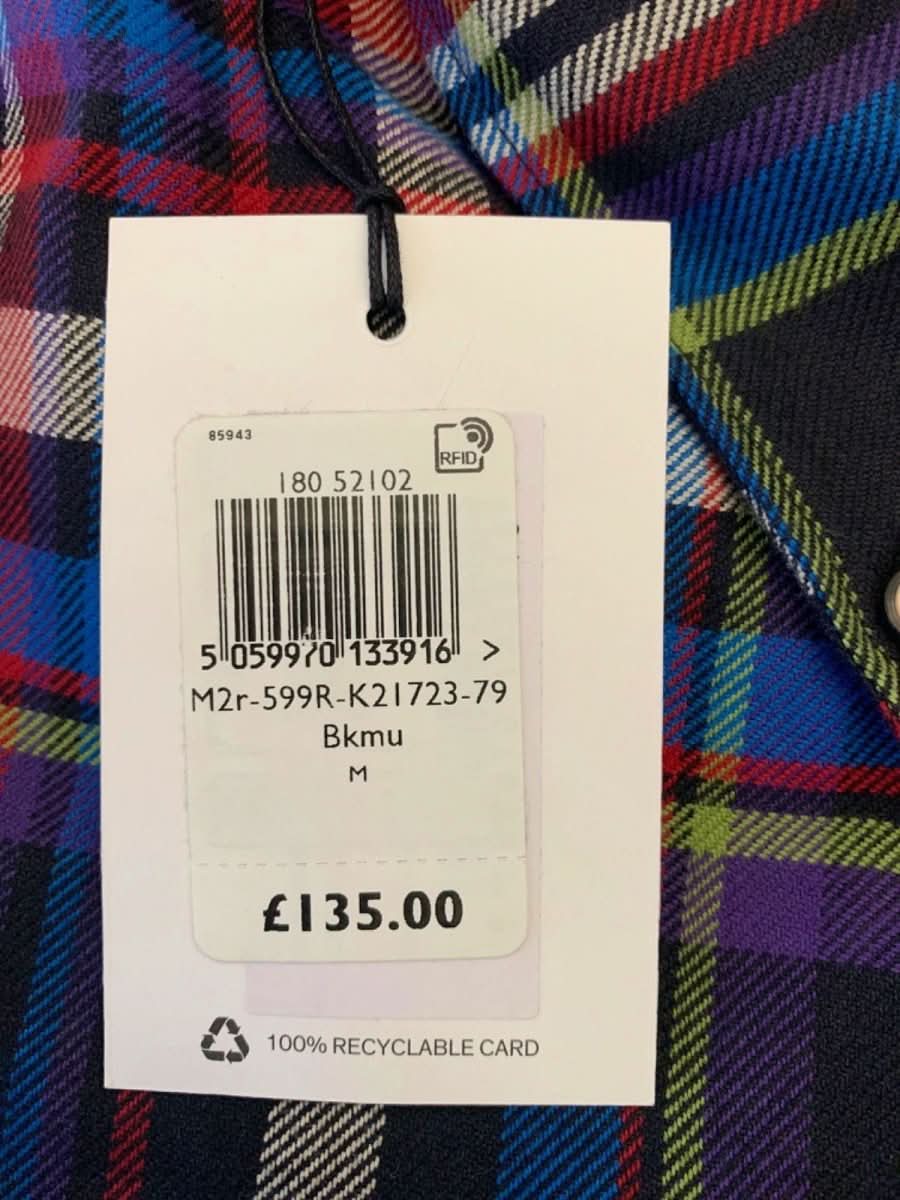 85943
RFID
180 52102
5 059970 133916 >
M2r-599R-K21723-79
Bkmu
M
£135.00
100% RECYCLABLE CARD